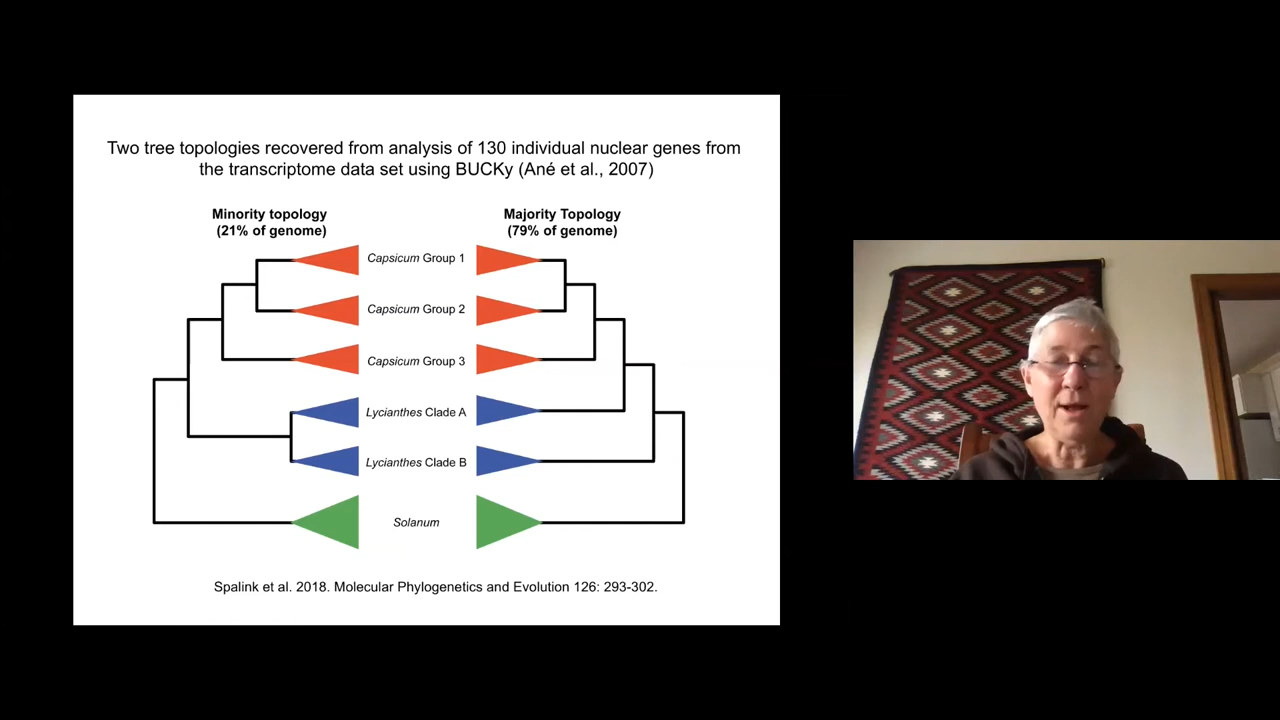 Two tree topologies recovered from analysis of 130 individual nuclear genes from
the transcriptome data set using BUCKy (Ané et al., 2007)
Minority topology
(21% of genome)
Majority Topology
(79% of genome)
Capsicum Group 1
Capsicum Group 2
Capsicum Group 3
Lycianthes Clade A
Lycianthes Clade B
Solanum
Spalink et al. 2018. Molecular Phylogenetics and Evolution 126: 293-302.